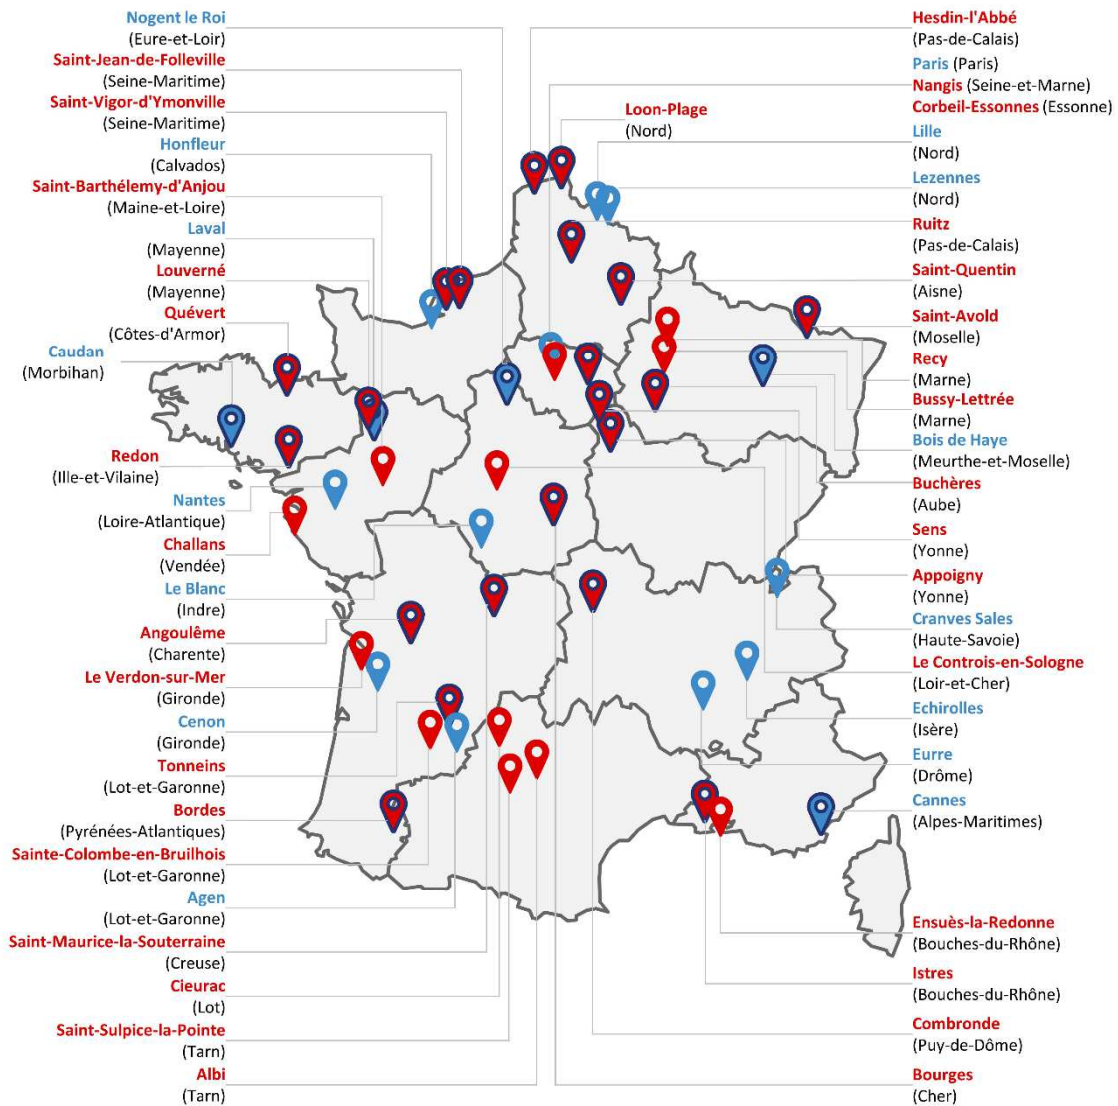 Nogent le Roi
(Eure-et-Loir)
Saint-Jean-de-Folleville
(Seine-Maritime)
Saint-Vigor-d'Ymonville
(Seine-Maritime)
Honfleur
(Calvados)
Saint-Barthélemy-d'Anjou
(Maine-et-Loire)
Laval
(Mayenne)
Louverné
(Mayenne)
Quévert
(Côtes-d'Armor)
Caudan
(Morbihan)
Redon
(Ille-et-Vilaine)
Nantes
(Loire-Atlantique)
Challans
(Vendée)
Le Blanc
(Indre)
Angoulême
(Charente)
Le Verdon-sur-Mer
(Gironde)
Cenon
(Gironde)
Tonneins
(Lot-et-Garonne)
Bordes
(Pyrénées-Atlantiques)
Sainte-Colombe-en-Bruilhois
(Lot-et-Garonne)
Agen
(Lot-et-Garonne)
Saint-Maurice-la-Souterraine
(Creuse)
Cieurac
(Lot)
Saint-Sulpice-la-Pointe
(Tarn)
Albi
(Tarn)
Loon-Plage
(Nord)
Hesdin-l'Abbé
(Pas-de-Calais)
Paris (Paris)
Nangis (Seine-et-Marne)
Corbeil-Essonnes (Essonne)
Lille
(Nord)
Lezennes
(Nord)
Ruitz
(Pas-de-Calais)
Saint-Quentin
(Aisne)
Saint-Avold
(Moselle)
Recy
(Marne)
Bussy-Lettrée
(Marne)
Bois de Haye
(Meurthe-et-Moselle)
Buchères
(Aube)
Sens
(Yonne)
Appoigny
(Yonne)
Cranves Sales
(Haute-Savoie)
Le Controis-en-Sologne
(Loir-et-Cher)
Echirolles
(Isère)
Eurre
(Drôme)
Cannes
(Alpes-Maritimes)
Ensuès-la-Redonne
(Bouches-du-Rhône)
Istres
(Bouches-du-Rhône)
Combronde
(Puy-de-Dôme)
Bourges
(Cher)